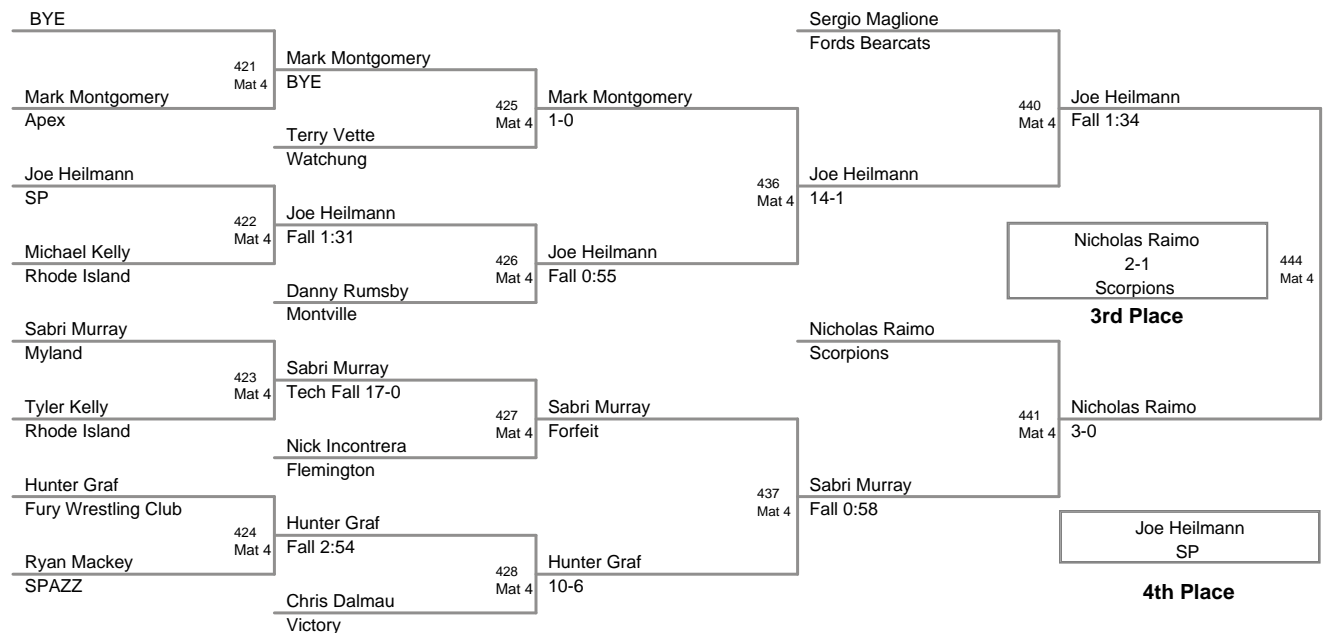 BYE
421
Mat 4
Mark Montgomery
Apex
Joe Heilmann
SP
422
Mat 4
Michael Kelly
Rhode Island
Sabri Murray
Myland
423
Mat 4
Tyler Kelly
Rhode Island
Hunter Graf
Fury Wrestling Club
424
Mat 4
Ryan Mackey
SPAZZ
Mark Montgomery
BYE
425
Mat 4
Terry Vette
Watchung
Joe Heilmann
Fall 1:31
426
Mat 4
Danny Rumsby
Montville
Sabri Murray
Tech Fall 17-0
427
Mat 4
Nick Incontrera
Flemington
Hunter Graf
Fall 2:54
428
Mat 4
Chris Dalmau
Victory
Mark Montgomery
1-0
436
Mat 4
Joe Heilmann
Fall 0:55
Sabri Murray
Forfeit
437
Mat 4
Hunter Graf
10-6
Sergio Maglione
Fords Bearcats
440
Mat 4
Joe Heilmann
14-1
Nicholas Raimo
Scorpions
441
Mat 4
Sabri Murray
Fall 0:58
Joe Heilmann
Fall 1:34
Nicholas Raimo
2-1
Scorpions
3rd Place
444
Mat 4
Nicholas Raimo
3-0
Joe Heilmann
SP
4th Place